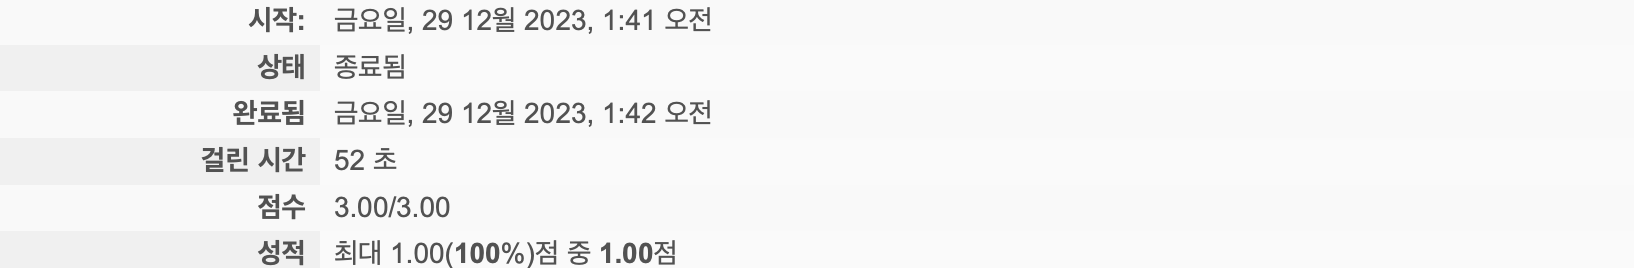 시작: 금요일, 29 12월 2023, 1:41 오전
상태 종료됨
완료됨 금요일, 29 12월 2023, 1:42 오전
걸린 시간 52 초
점수 3.00/3.00
성적 최대 1.00(100%)점 중 1.00점